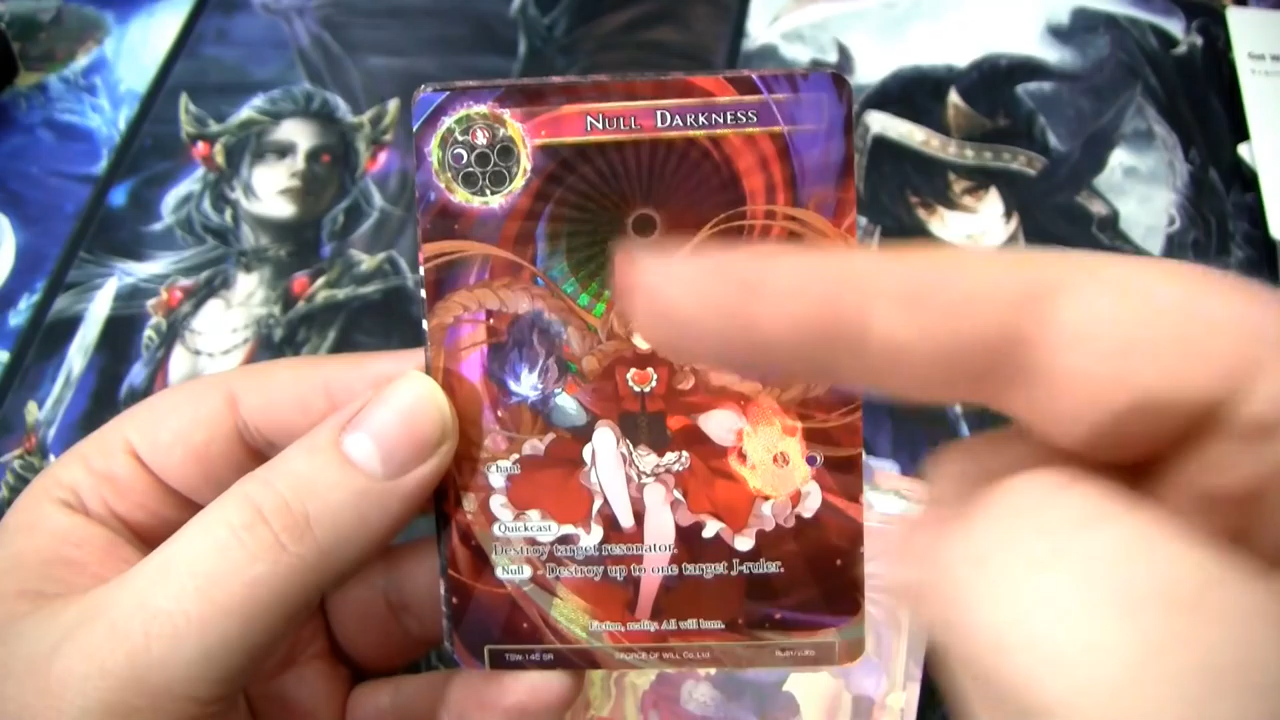 NULL DARKNESS
Chant
Quickcast
Destroy target resonator.
Null - Destroy up to one target J-ruler.
Fiction, reality. All will burn.
TSW-145 SR ©FORCE OF WILL Co.,Ltd.